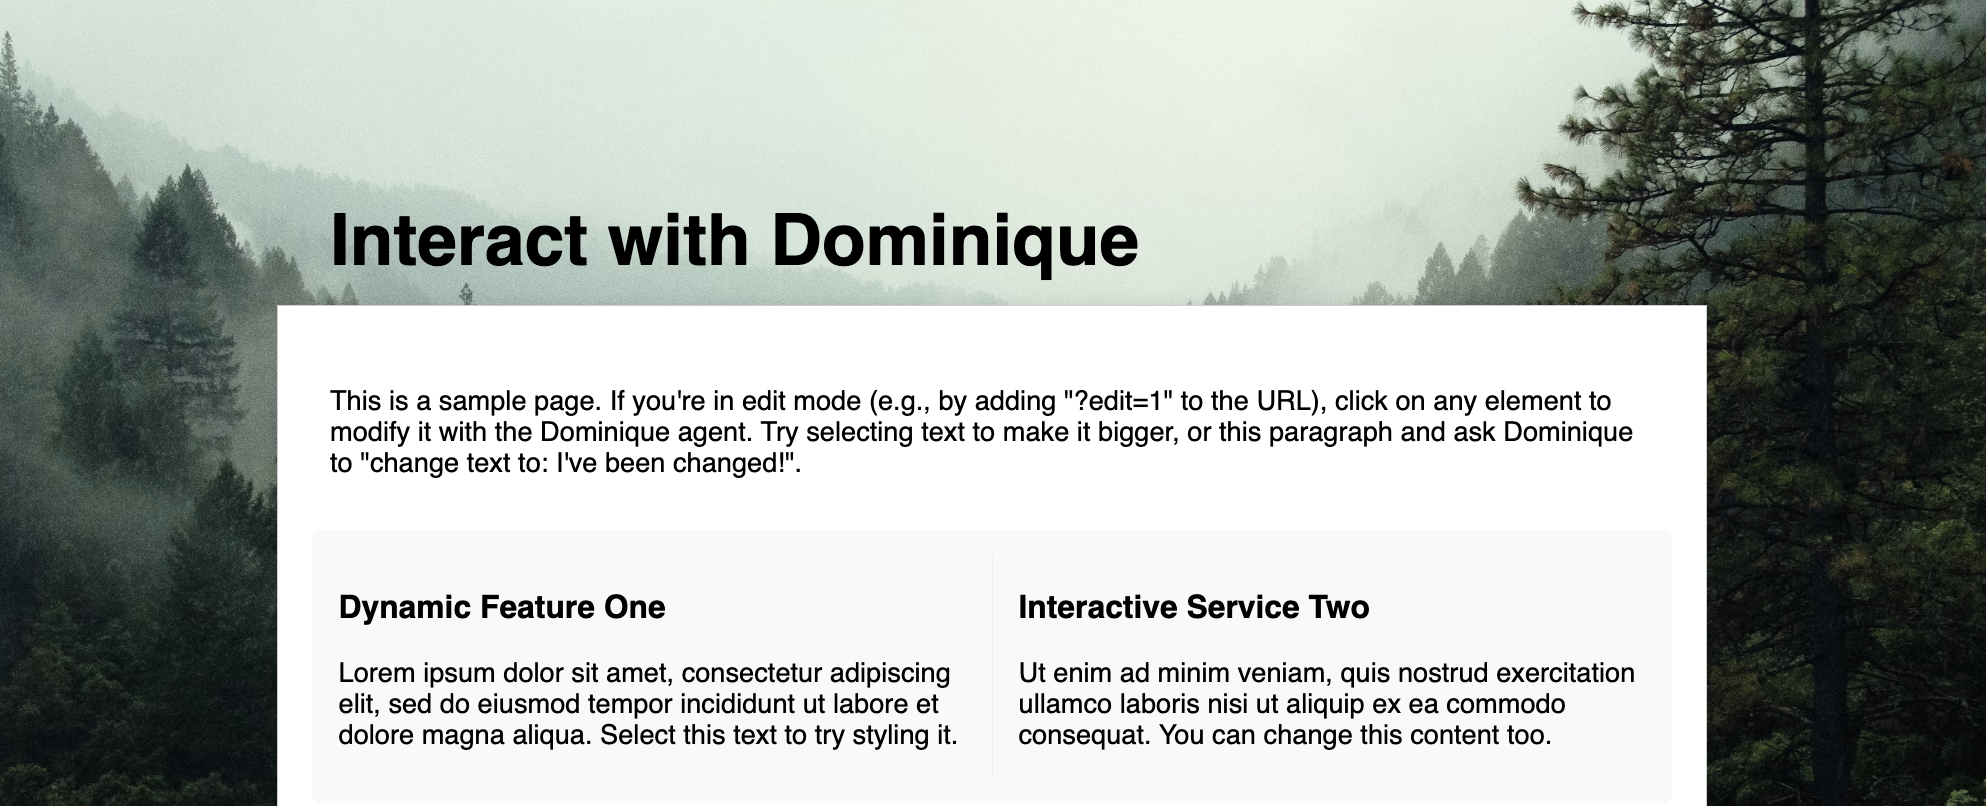 Interact with Dominique
This is a sample page. If you're in edit mode (e.g., by adding "?edit=1" to the URL), click on any element to
modify it with the Dominique agent. Try selecting text to make it bigger, or this paragraph and ask Dominique
to "change text to: I've been changed!".
Dynamic Feature One
Lorem ipsum dolor sit amet, consectetur adipiscing
elit, sed do eiusmod tempor incididunt ut labore et
dolore magna aliqua. Select this text to try styling it.
Interactive Service Two
Ut enim ad minim veniam, quis nostrud exercitation
ullamco laboris nisi ut aliquip ex ea commodo
consequat. You can change this content too.